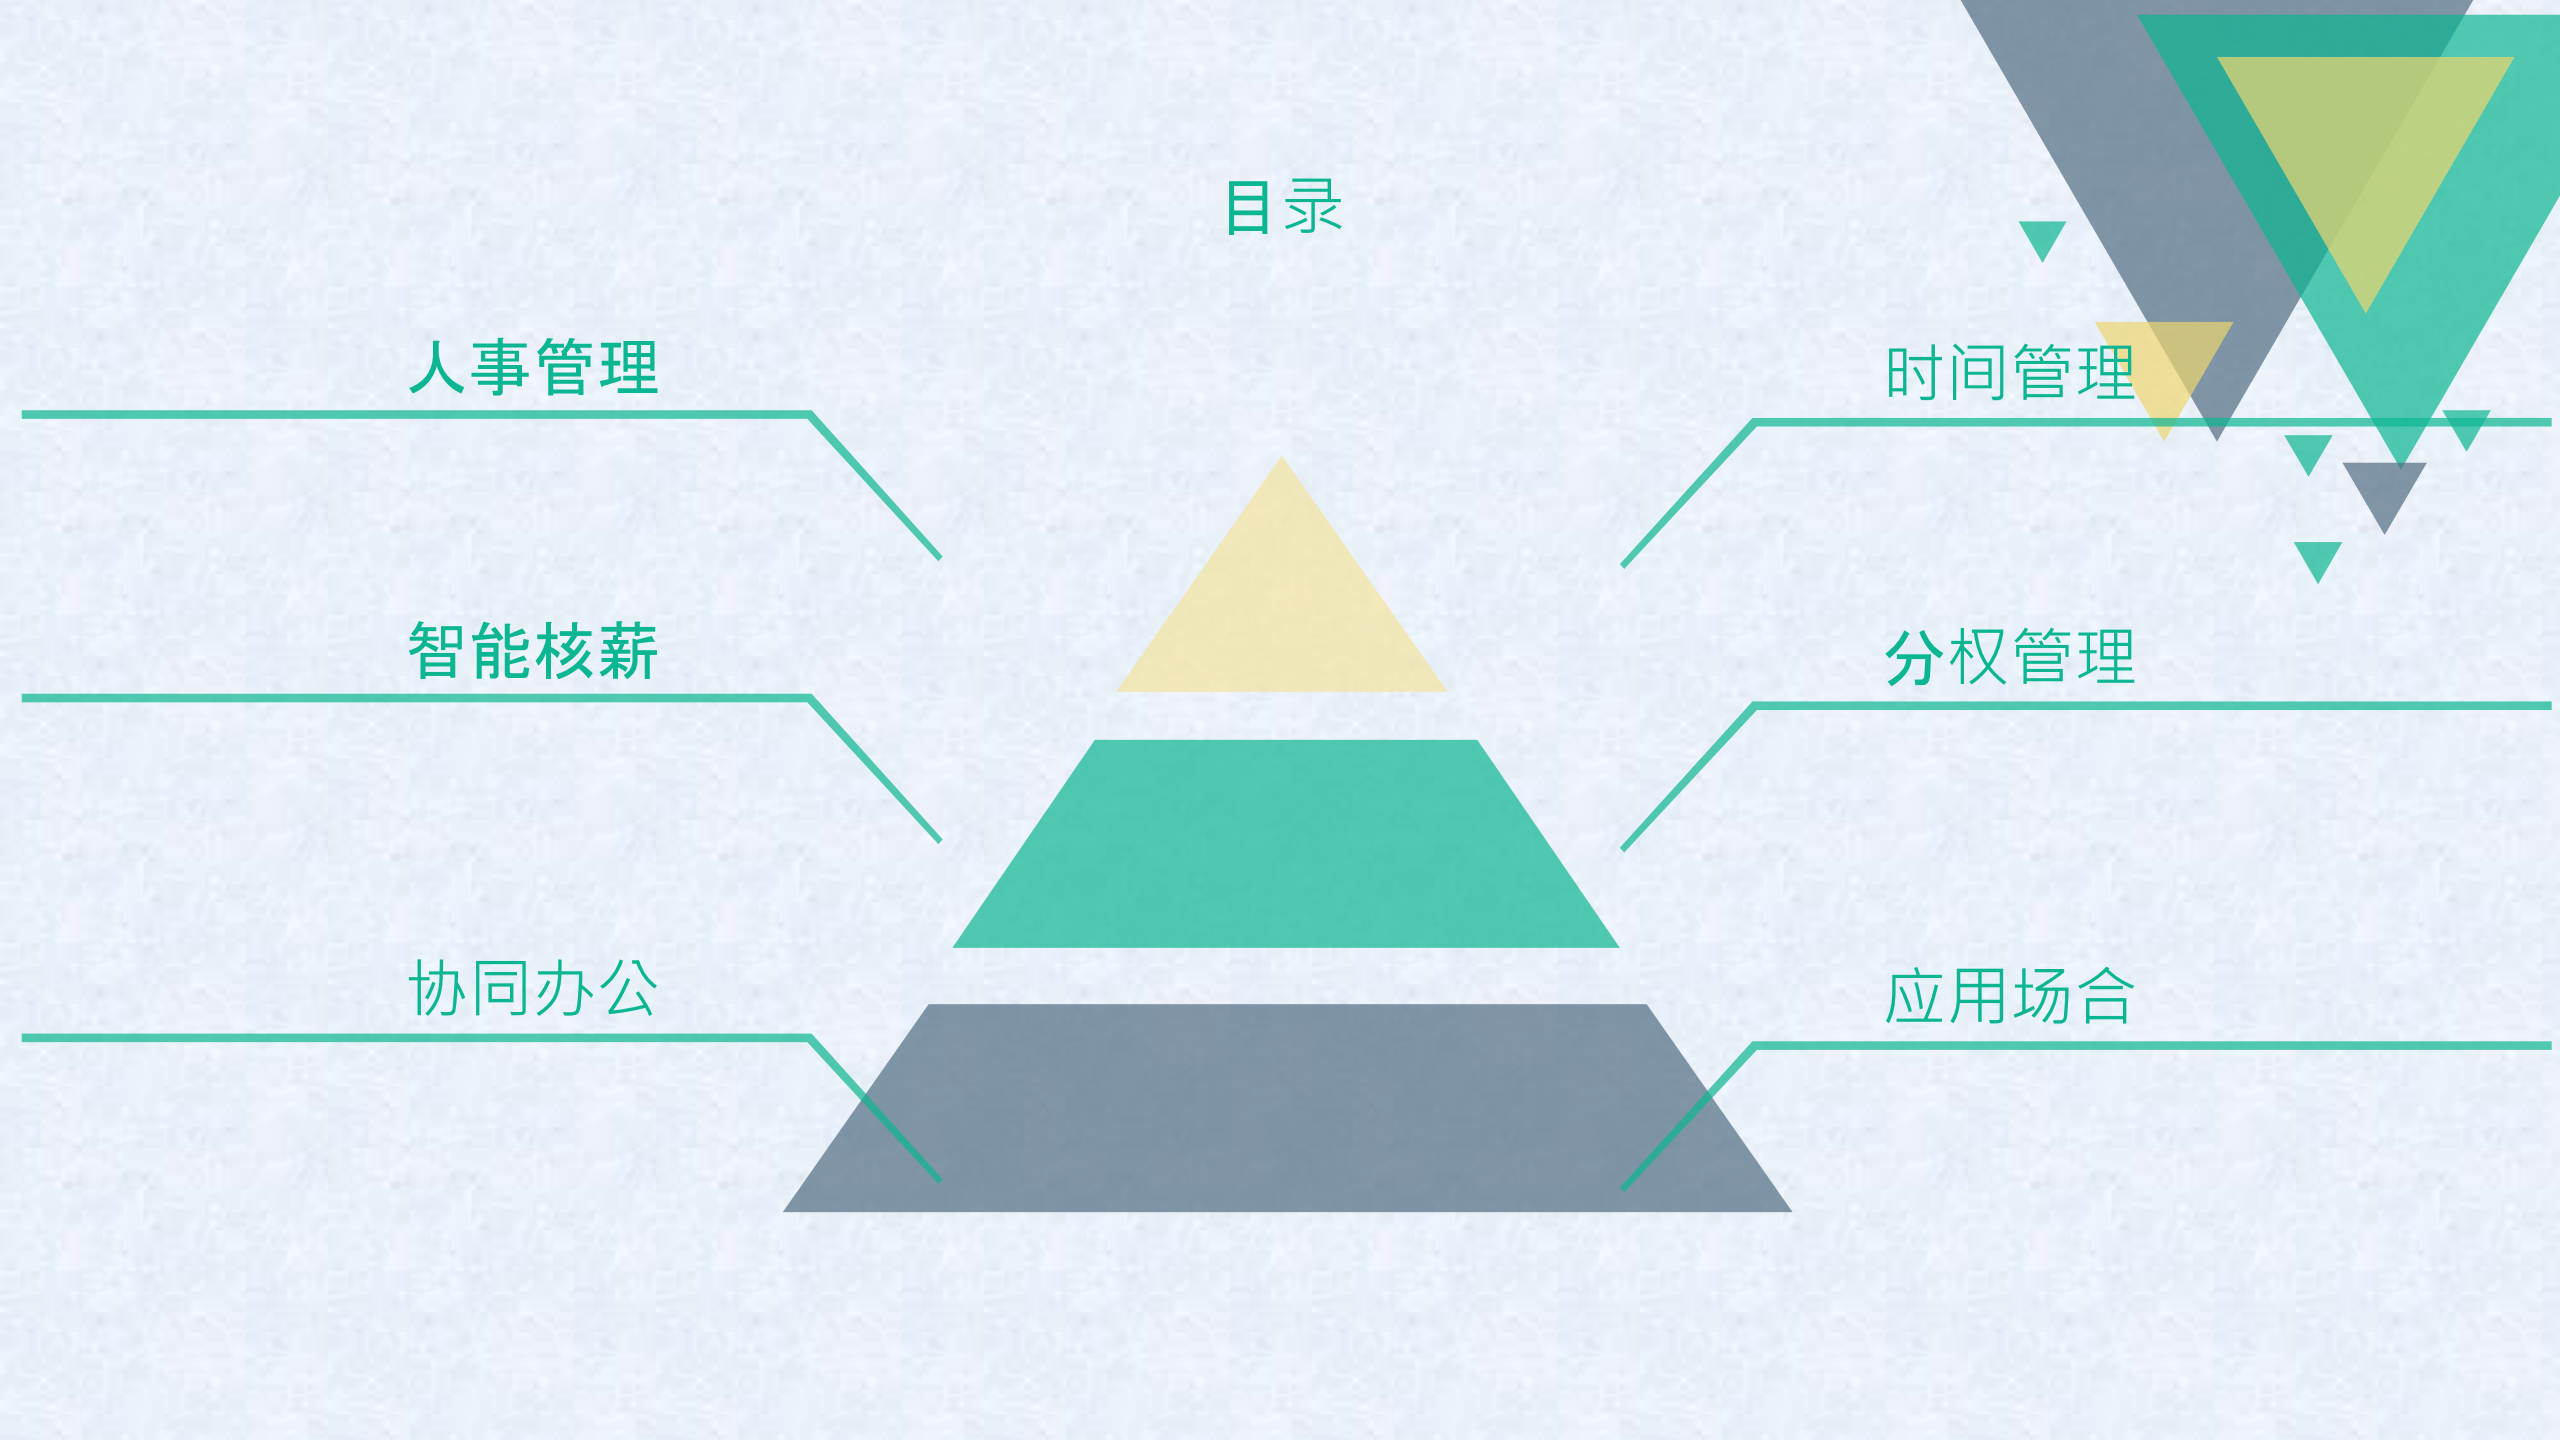 目录
人事管理
时间管理
智能核薪
分权管理
协同办公
应用场合